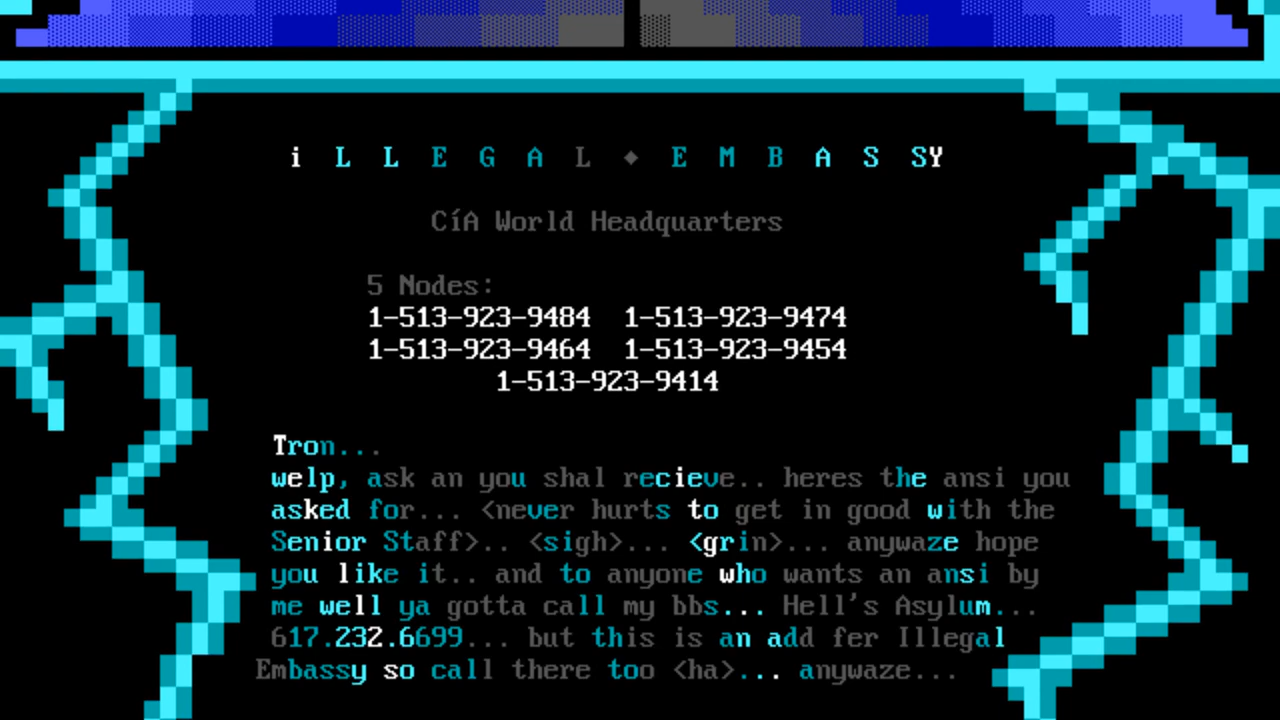 i L L E G A L ◆ E M B A S SY
CíA World Headquarters
5 Nodes:
1-513-923-9484 1-513-923-9474
1-513-923-9464 1-513-923-9454
1-513-923-9414
Tron...
welp, ask an you shal recieve.. heres the ansi you
asked for... <never hurts to get in good with the
Senior Staff>.. <sigh>... <grin>... anywaze hope
you like it.. and to anyone who wants an ansi by
me well ya gotta call my bbs... Hell's Asylum...
617.232.6699... but this is an add fer Illegal
Embassy so call there too <ha>... anywaze...